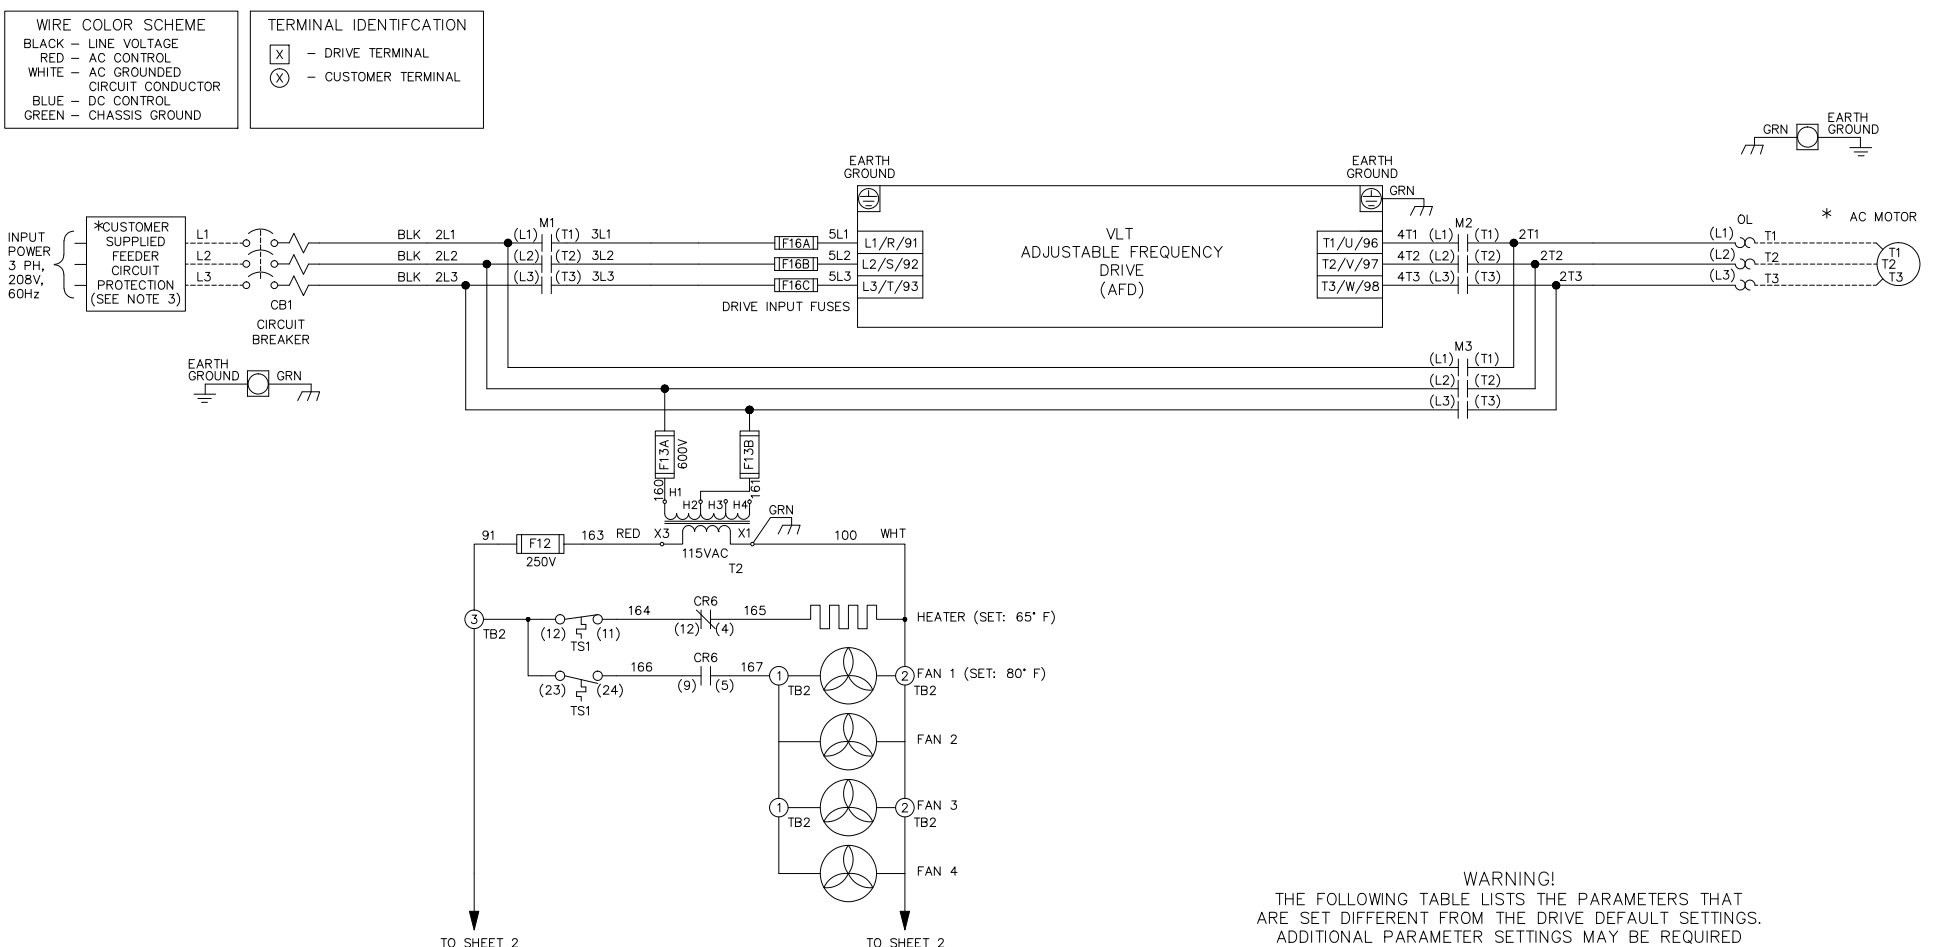 WIRE COLOR SCHEME
BLACK – LINE VOLTAGE
RED – AC CONTROL
WHITE – AC GROUNDED
CIRCUIT CONDUCTOR
BLUE – DC CONTROL
GREEN – CHASSIS GROUND
TERMINAL IDENTIFCATION
X – DRIVE TERMINAL
X – CUSTOMER TERMINAL
GRN
EARTH
GROUND
EARTH
GROUND
EARTH
GROUND
GRN
INPUT
POWER
3 PH,
208V,
60Hz
*CUSTOMER
SUPPLIED
FEEDER
CIRCUIT
PROTECTION
(SEE NOTE 3)
L1
L2
L3
CB1
CIRCUIT
BREAKER
BLK 2L1
BLK 2L2
BLK 2L3
M1
(L1) (T1) 3L1
(L2) (T2) 3L2
(L3) (T3) 3L3
F16A 5L1
F16B 5L2
F16C 5L3
DRIVE INPUT FUSES
L1/R/91
L2/S/92
L3/T/93
VLT
ADJUSTABLE FREQUENCY
DRIVE
(AFD)
T1/U/96
T2/V/97
T3/W/98
M2
4T1 (L1) (T1) 2T1
4T2 (L2) (T2) 2T2
4T3 (L3) (T3) 2T3
OL
(L1) T1
(L2) T2
(L3) T3
* AC MOTOR
T1
T2
T3
EARTH
GROUND
GRN
M3
(L1) (T1)
(L2) (T2)
(L3) (T3)
F13A
600V
F13B
160
161
H1
H2 H3 H4
GRN
91 F12 163 RED X3 X1 100 WHT
250V
115VAC
T2
3
TB2
(12) (11)
TS1
164
CR6
(12) (4)
165
HEATER (SET: 65° F)
(23) (24)
TS1
166
CR6
(9) (5)
167
1
TB2
2
TB2
FAN 1 (SET: 80° F)
FAN 2
1
TB2
2
TB2
FAN 3
FAN 4
TO SHEET 2
TO SHEET 2
WARNING!
THE FOLLOWING TABLE LISTS THE PARAMETERS THAT
ARE SET DIFFERENT FROM THE DRIVE DEFAULT SETTINGS.
ADDITIONAL PARAMETER SETTINGS MAY BE REQUIRED